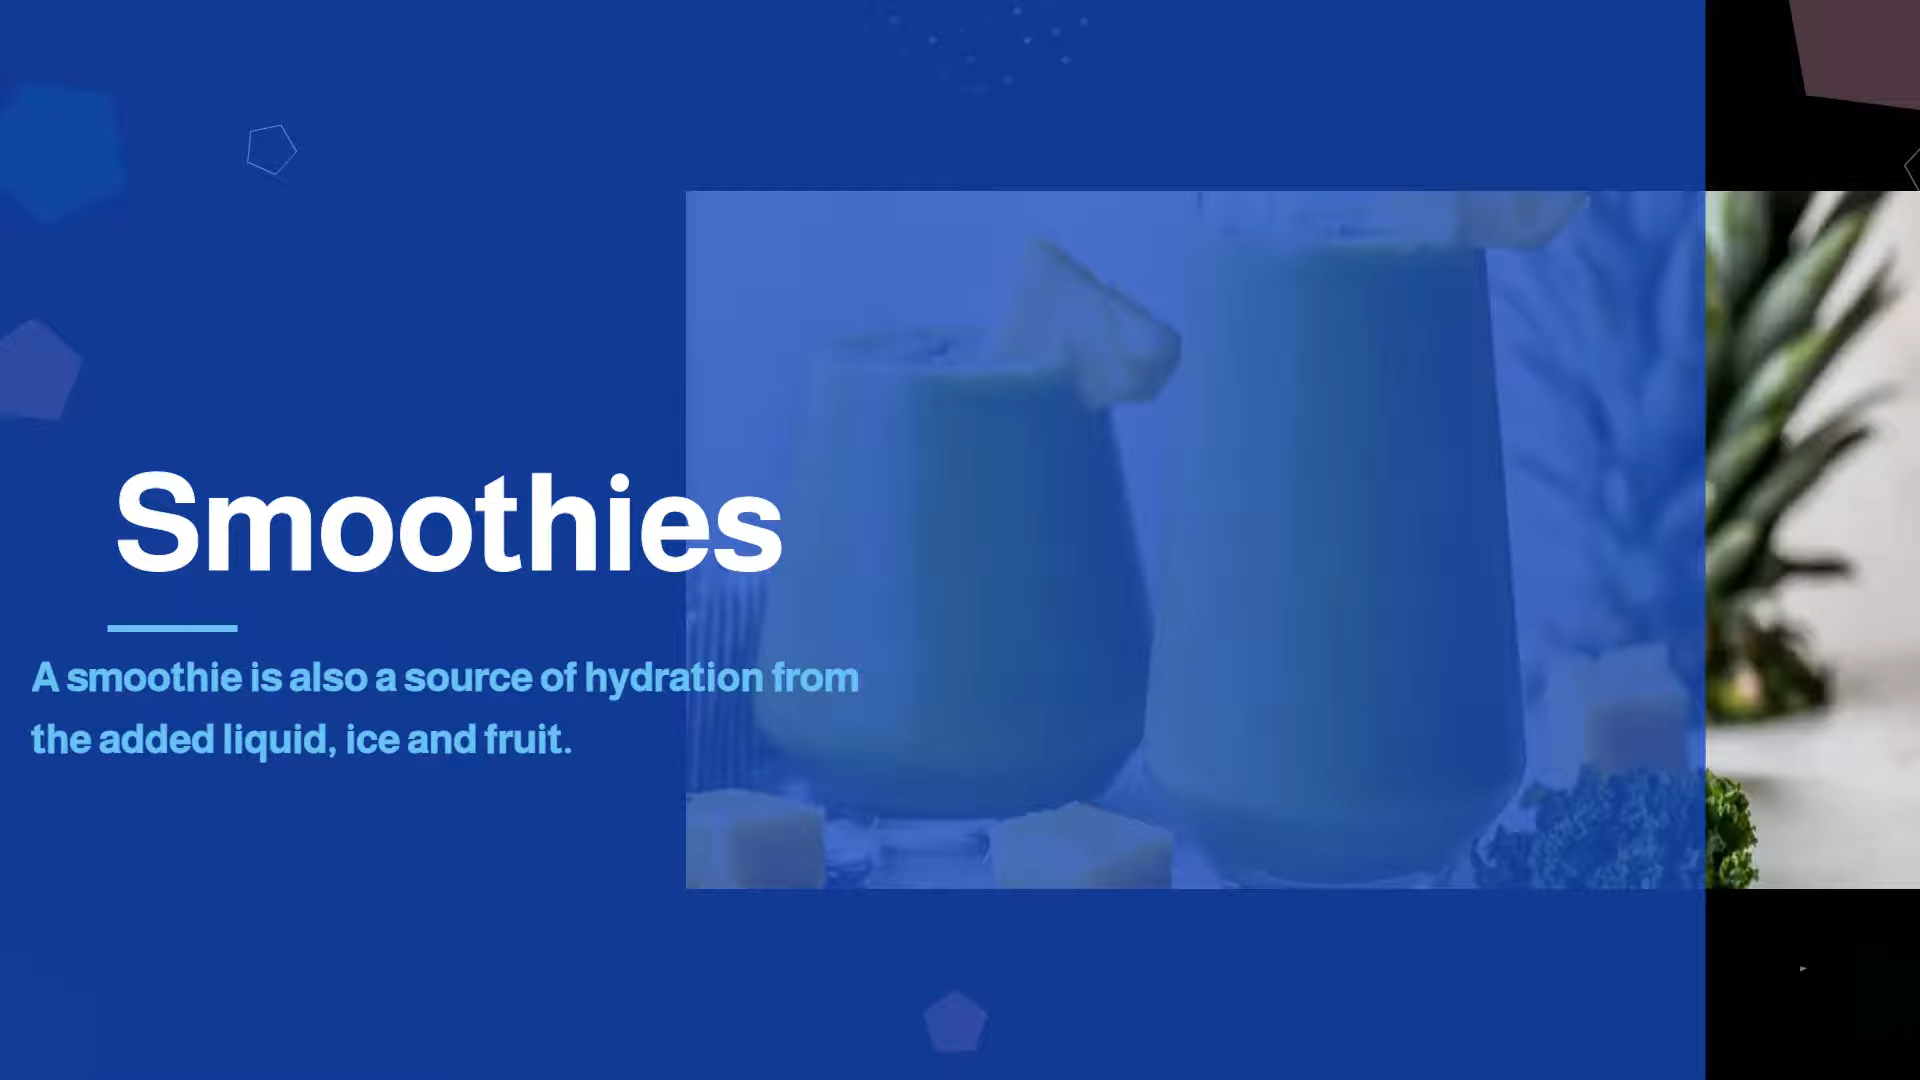 Smoothies
A smoothie is also a source of hydration from
the added liquid, ice and fruit.